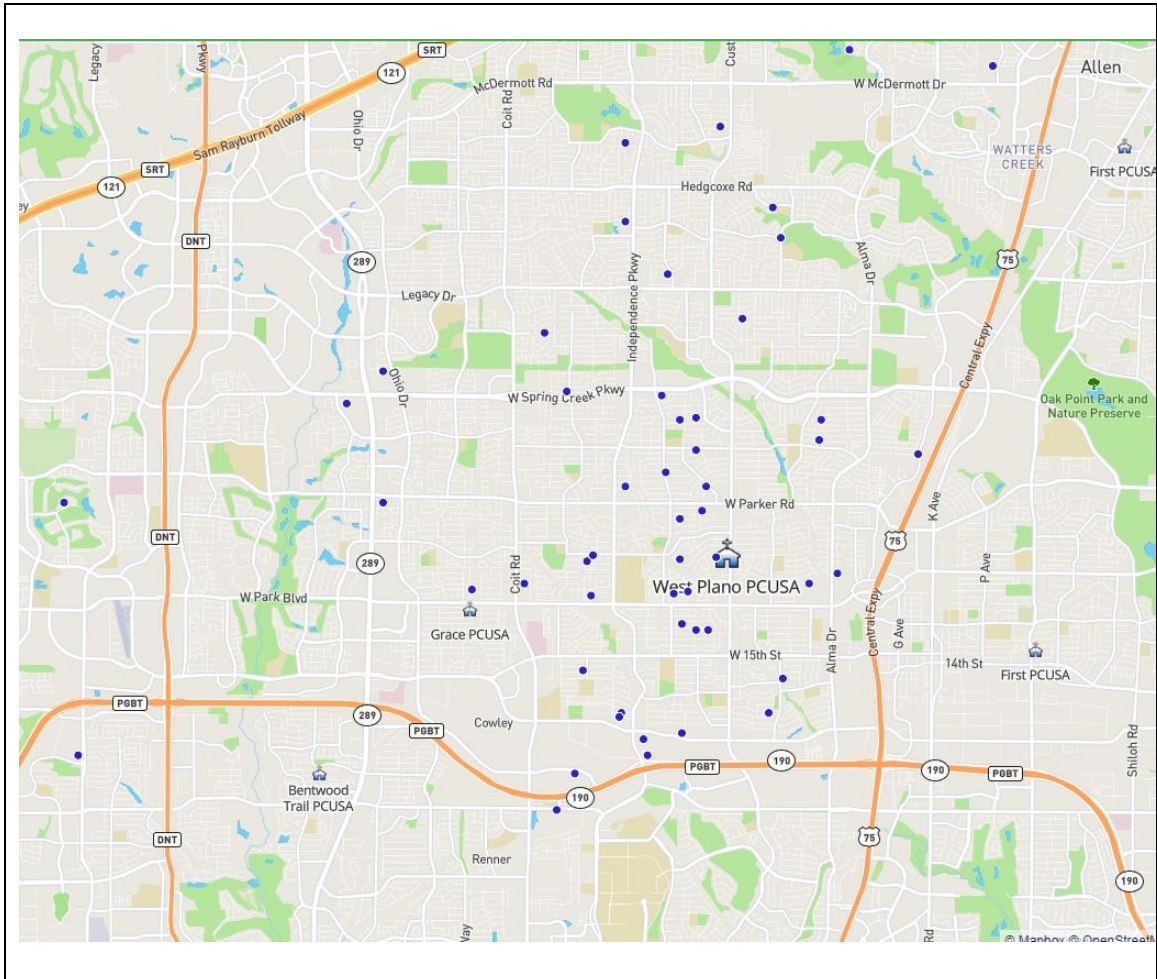 SRT
121
Legacy
Pkwy
McDermott Rd
Coit Rd
Cust
W McDermott Dr
Allen
Ohio Dr
Sam Rayburn Tollway
SRT
121
WATTERS
CREEK
First PCUSA
Hedgcoxe Rd
ey
DNT
289
Alma Dr
75
Independence Pkwy
Legacy Dr
Central Expy
Ohio Dr
W Spring Creek Pkwy
Oak Point Park and
Nature Preserve
W Parker Rd
K Ave
DNT
75
289
Coit Rd
P Ave
West Plano PCUSA
W Park Blvd
Grace PCUSA
Central Expy
G Ave
Alma Dr
W 15th St
14th St
First PCUSA
PGBT
289
Cowley
PGBT
Shiloh Rd
PGBT
190
190
PGBT
Bentwood
Trail PCUSA
190
DNT
75
Renner
190
Way
Rd
© Mapbox © OpenStreetM